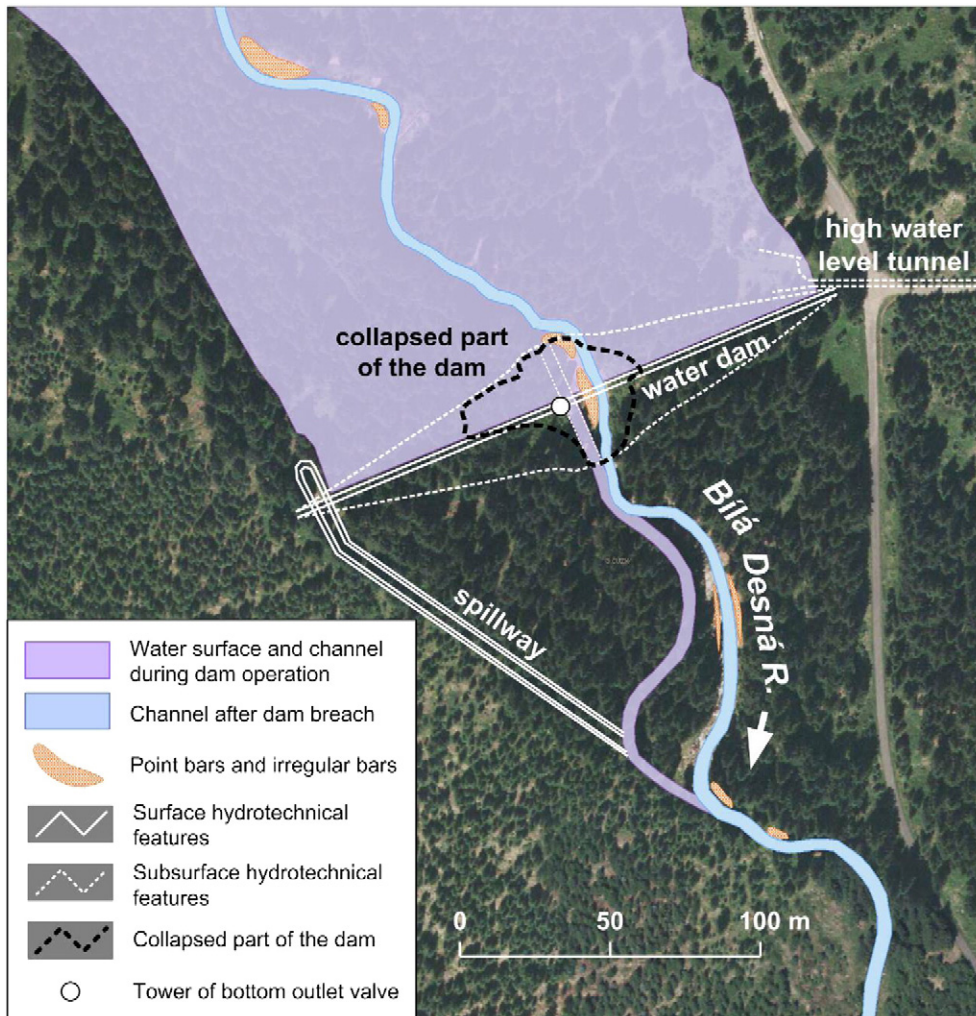 high water
level tunnel
collapsed part
of the dam
water dam
Bílá Desná R.
spillway
Water surface and channel
during dam operation
Channel after dam breach
Point bars and irregular bars
Surface hydrotechnical
features
Subsurface hydrotechnical
features
Collapsed part of the dam
Tower of bottom outlet valve
0 50 100 m